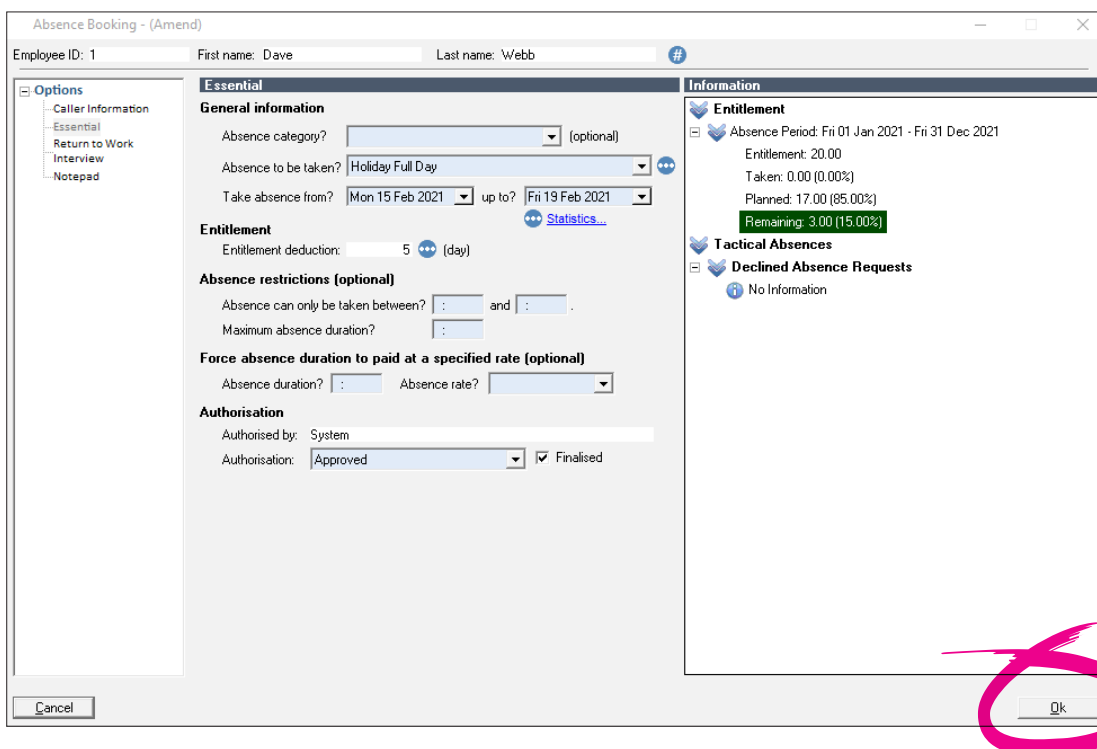 Absence Booking - (Amend)
Employee ID: 1 First name: Dave Last name: Webb #
Options
Caller Information
Essential
Return to Work
Interview
Notepad
Essential
General information
Absence category? (optional)
Absence to be taken? Holiday Full Day
Take absence from? Mon 15 Feb 2021 up to? Fri 19 Feb 2021
Statistics...
Entitlement
Entitlement deduction: 5 (day)
Absence restrictions (optional)
Absence can only be taken between? : and : .
Maximum absence duration? :
Force absence duration to paid at a specified rate (optional)
Absence duration? : Absence rate?
Authorisation
Authorised by: System
Authorisation: Approved Finalised
Information
Entitlement
Absence Period: Fri 01 Jan 2021 - Fri 31 Dec 2021
Entitlement: 20.00
Taken: 0.00 (0.00%)
Planned: 17.00 (85.00%)
Remaining: 3.00 (15.00%)
Tactical Absences
Declined Absence Requests
No Information
Cancel
Ok